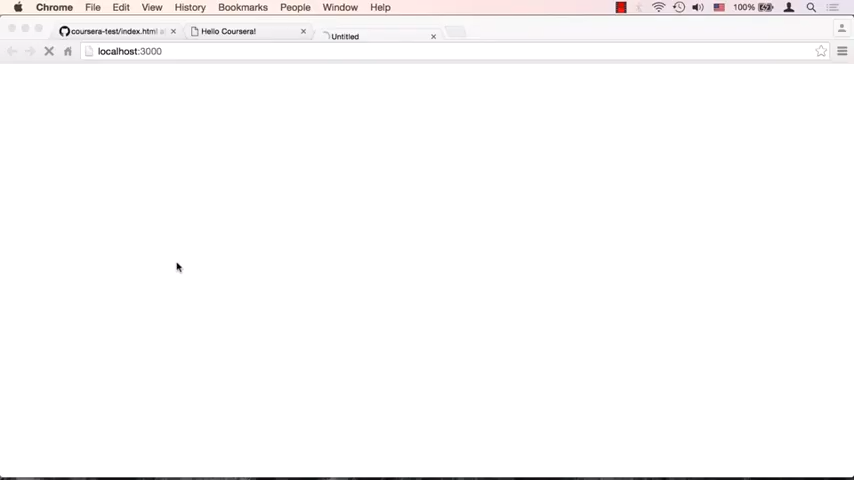 Chrome File Edit View History Bookmarks People Window Help 100%
coursera-test/index.html Hello Coursera! Untitled
localhost:3000